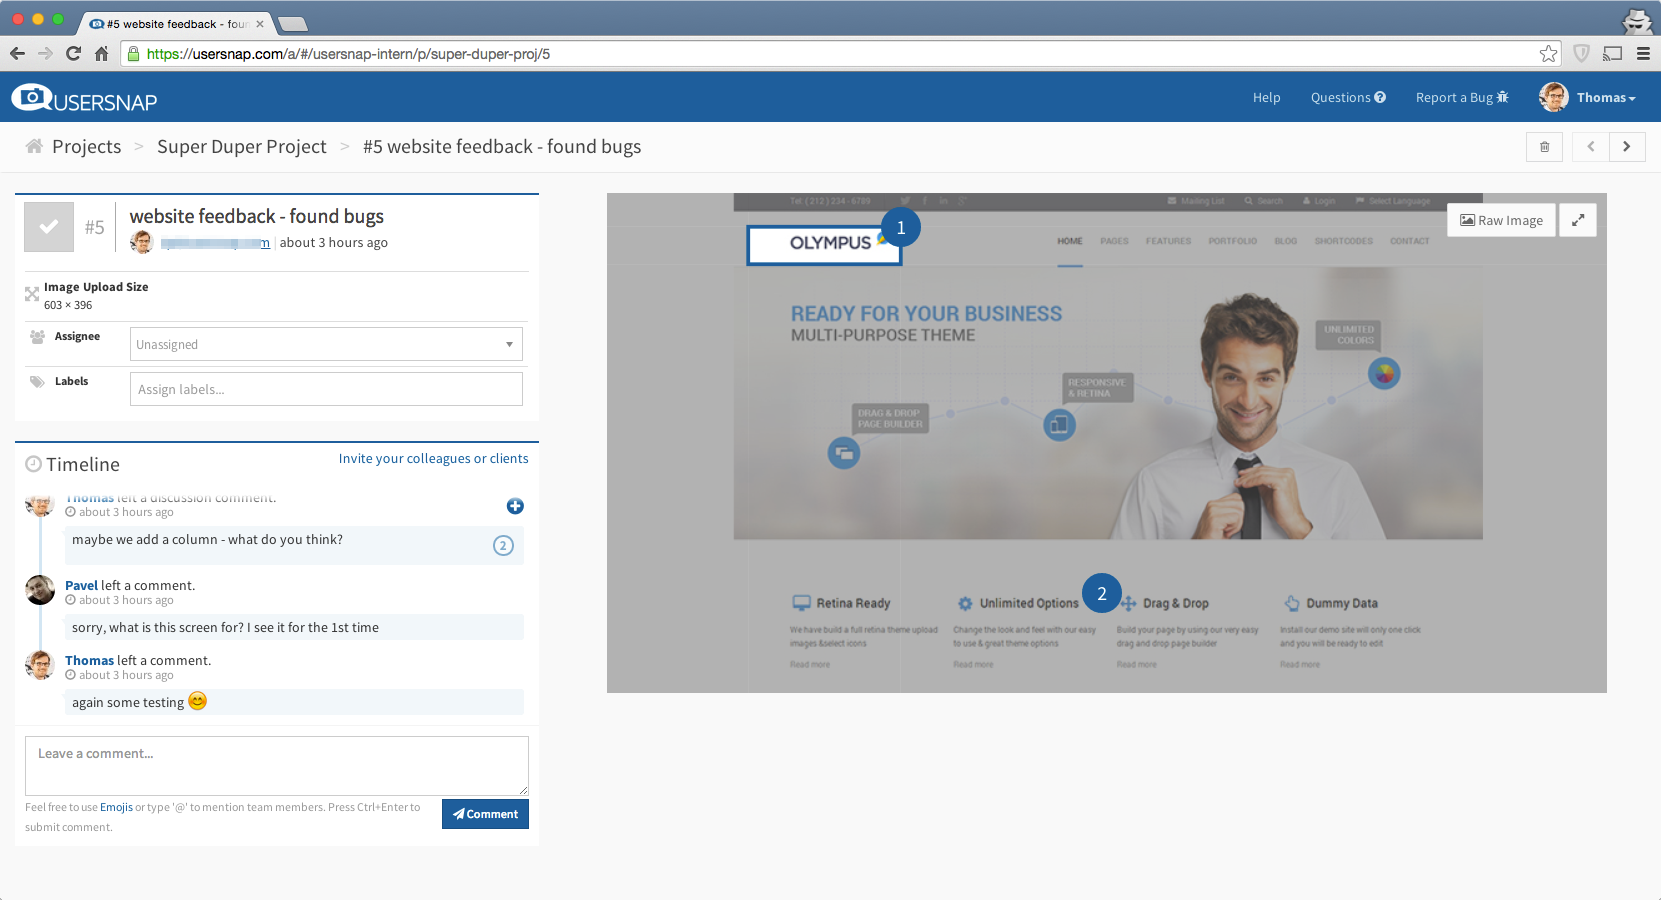 #5 website feedback - foun
https://usersnap.com/a/#/usersnap-intern/p/super-duper-proj/5
USERSNAP
Help
Questions
Report a Bug
Thomas
Projects > Super Duper Project > #5 website feedback - found bugs
#5
website feedback - found bugs
about 3 hours ago
Image Upload Size
603 × 396
Assignee
Unassigned
Labels
Assign labels...
Timeline
Invite your colleagues or clients
Thomas left a discussion comment.
about 3 hours ago
maybe we add a column - what do you think?
2
Pavel left a comment.
about 3 hours ago
sorry, what is this screen for? I see it for the 1st time
Thomas left a comment.
about 3 hours ago
again some testing
Leave a comment...
Feel free to use Emojis or type '@' to mention team members. Press Ctrl+Enter to
submit comment.
Comment
Tel: ( 212 ) 234 - 6789
Mailing List
Search
Login
Select Language
Raw Image
OLYMPUS
1
HOME
PAGES
FEATURES
PORTFOLIO
BLOG
SHORTCODES
CONTACT
READY FOR YOUR BUSINESS
MULTI-PURPOSE THEME
UNLIMITED
COLORS
RESPONSIVE
& RETINA
DRAG & DROP
PAGE BUILDER
Retina Ready
We have build a full retina theme upload
images &select icons
Read more
Unlimited Options
Change the look and feel with our easy
to use & great theme options
Read more
2
Drag & Drop
Build your page by using our very easy
drag and drop page builder
Read more
Dummy Data
Install our demo site will only one click
and you will be ready to edit
Read more